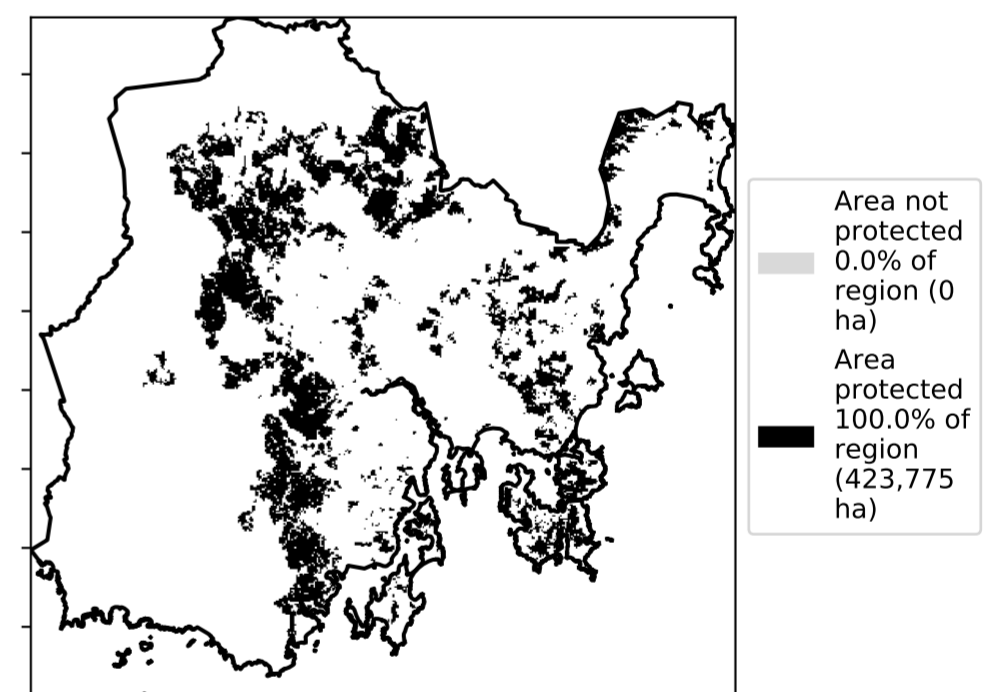 Area not
protected
0.0% of
region (0
ha)
Area
protected
100.0% of
region
(423,775
ha)